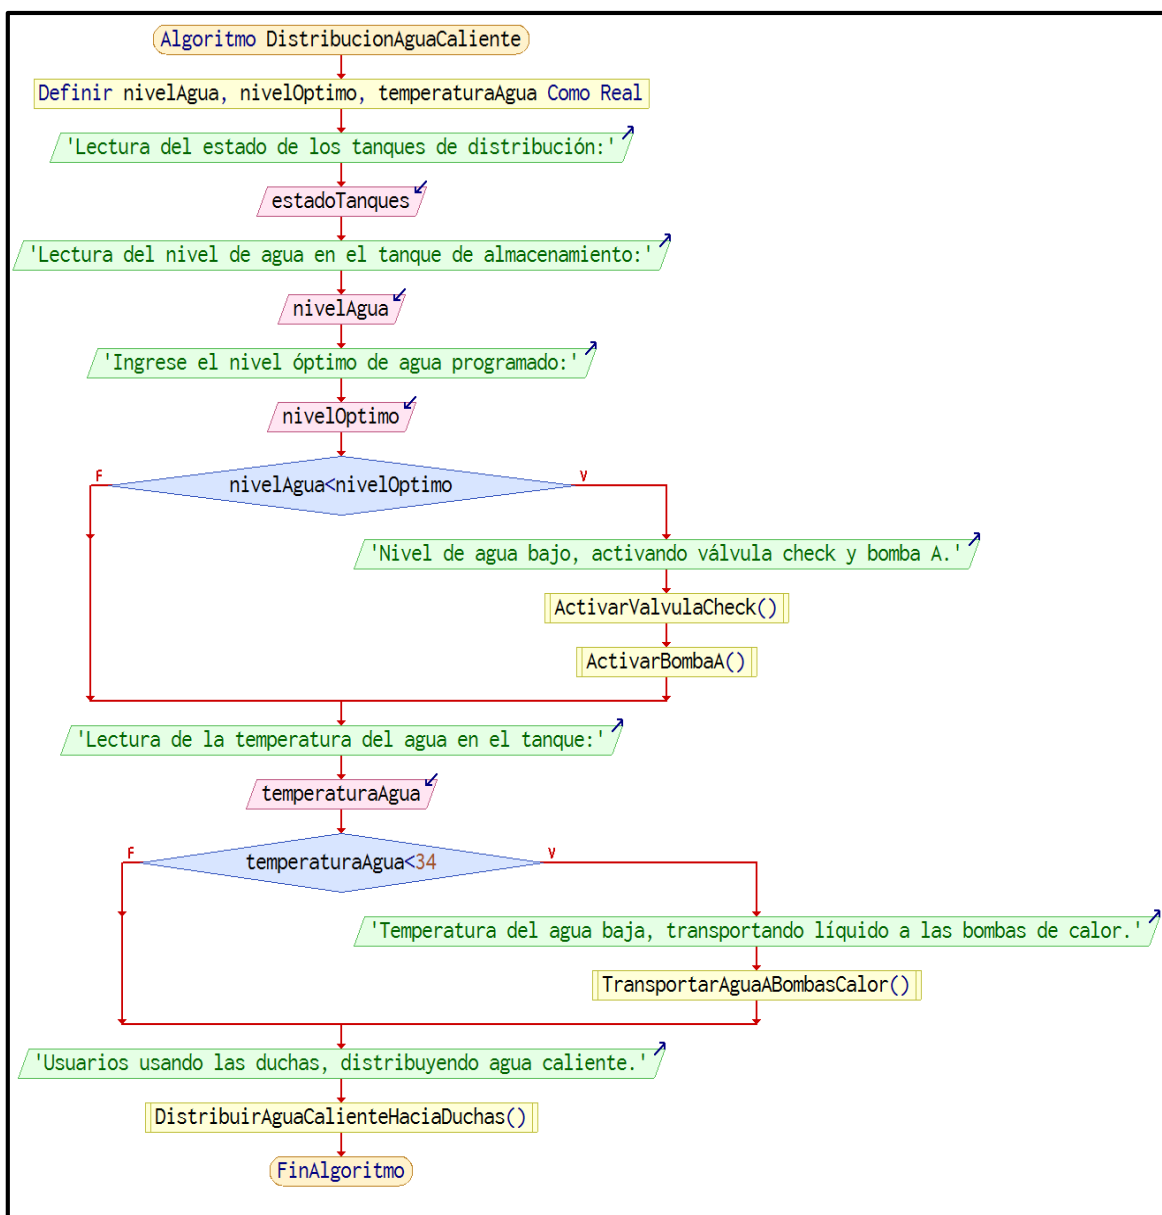 Algoritmo DistribucionAguaCaliente
Definir nivelAgua, nivelOptimo, temperaturaAgua Como Real
'Lectura del estado de los tanques de distribución:'
estadoTanques
'Lectura del nivel de agua en el tanque de almacenamiento:'
nivelAgua
'Ingrese el nivel óptimo de agua programado:'
nivelOptimo
F
V
nivelAgua<nivelOptimo
'Nivel de agua bajo, activando válvula check y bomba A.'
ActivarValvulaCheck()
ActivarBombaA()
'Lectura de la temperatura del agua en el tanque:'
temperaturaAgua
F
V
temperaturaAgua<34
'Temperatura del agua baja, transportando líquido a las bombas de calor.'
TransportarAguaABombasCalor()
'Usuarios usando las duchas, distribuyendo agua caliente.'
DistribuirAguaCalienteHaciaDuchas()
FinAlgoritmo